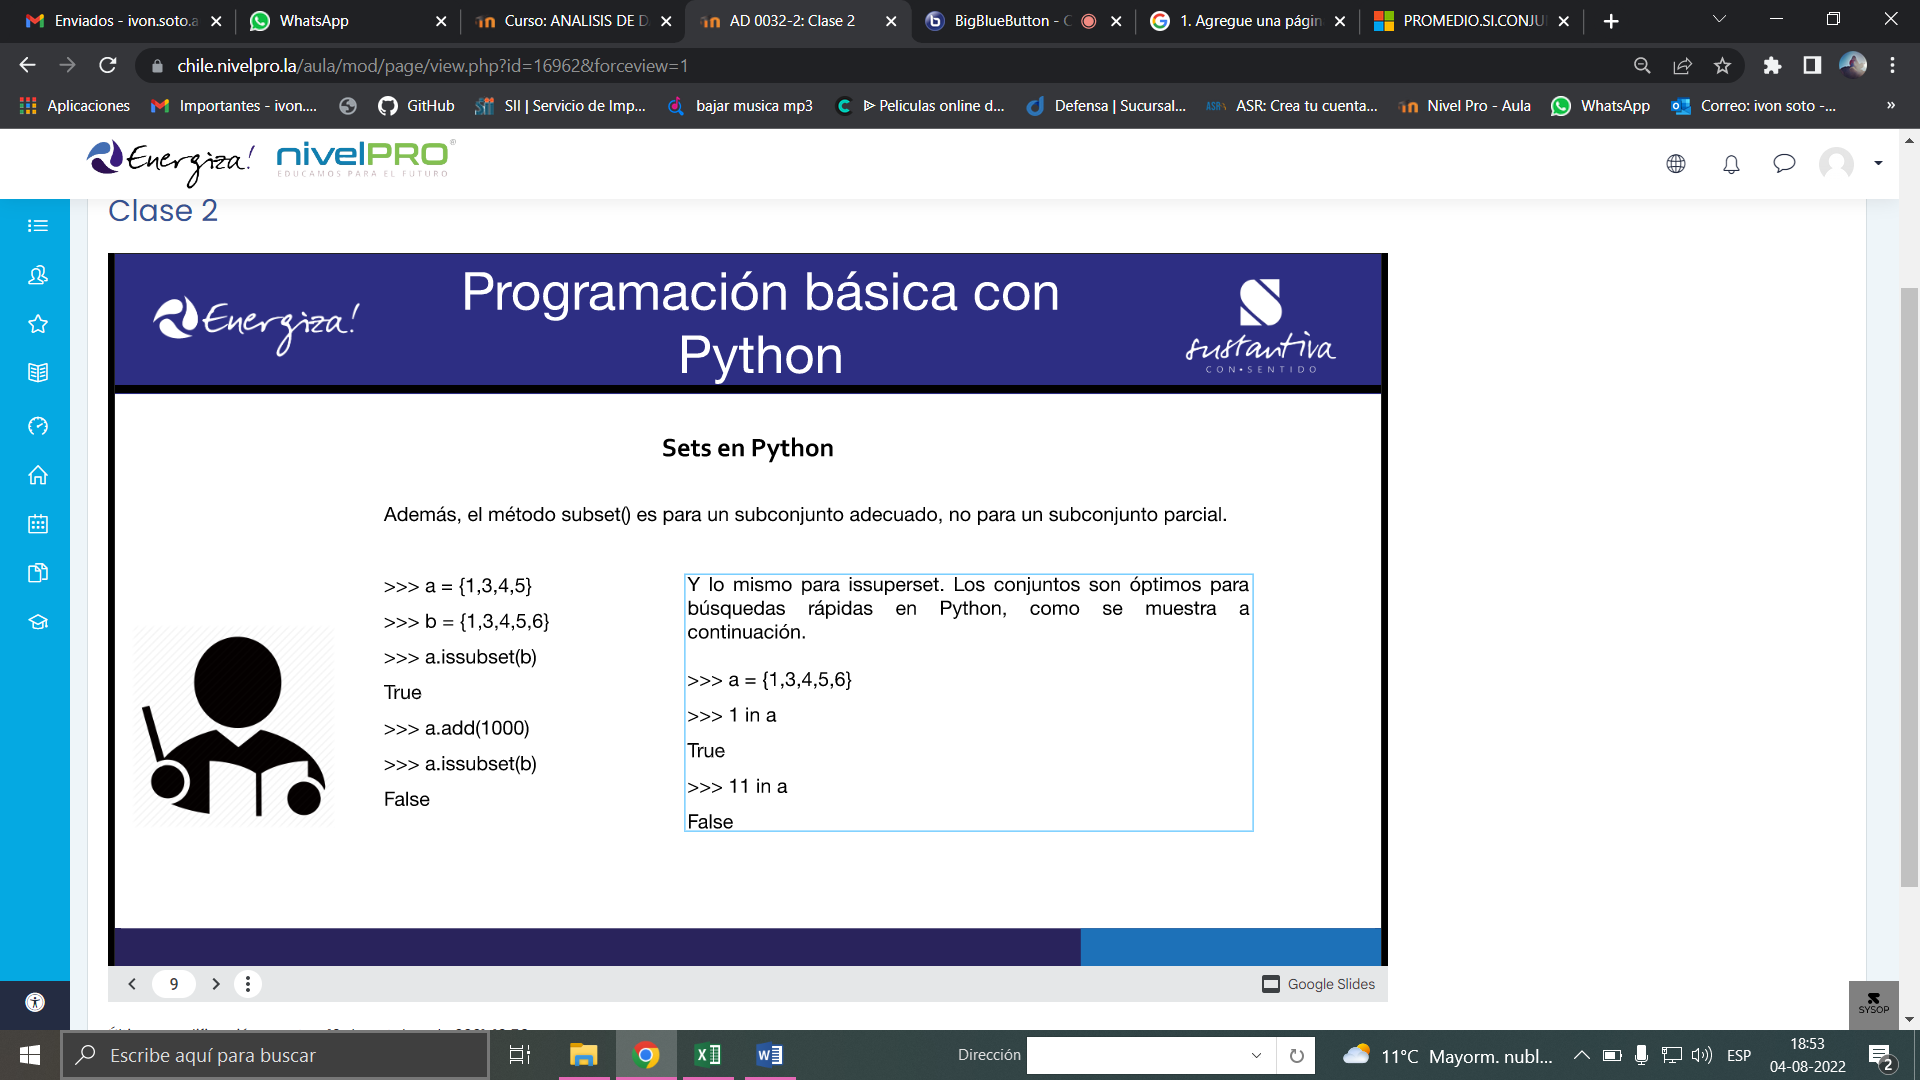 Enviados - ivon.soto.a
WhatsApp
Curso: ANALISIS DE D
AD 0032-2: Clase 2
BigBlueButton - C
1. Agregue una págin
PROMEDIO.SI.CONJU
chile.nivelpro.la/aula/mod/page/view.php?id=16962&forceview=1
Aplicaciones
Importantes - ivon....
GitHub
SII | Servicio de Imp...
bajar musica mp3
Peliculas online d...
Defensa | Sucursal...
ASR: Crea tu cuenta...
Nivel Pro - Aula
WhatsApp
Correo: ivon soto -...
»
Energiza!
nivelPRO
EDUCAMOS PARA EL FUTURO
Clase 2
Energiza!
Programación básica con
Python
sustantiva
CON•SENTIDO
Sets en Python
Además, el método subset() es para un subconjunto adecuado, no para un subconjunto parcial.
>>> a = {1,3,4,5}
>>> b = {1,3,4,5,6}
>>> a.issubset(b)
True
>>> a.add(1000)
>>> a.issubset(b)
False
Y lo mismo para issuperset. Los conjuntos son óptimos para
búsquedas rápidas en Python, como se muestra a
continuación.
>>> a = {1,3,4,5,6}
>>> 1 in a
True
>>> 11 in a
False
9
Google Slides
SYSOP
Escribe aquí para buscar
Dirección
11°C Mayorm. nubl...
ESP
18:53
04-08-2022
2